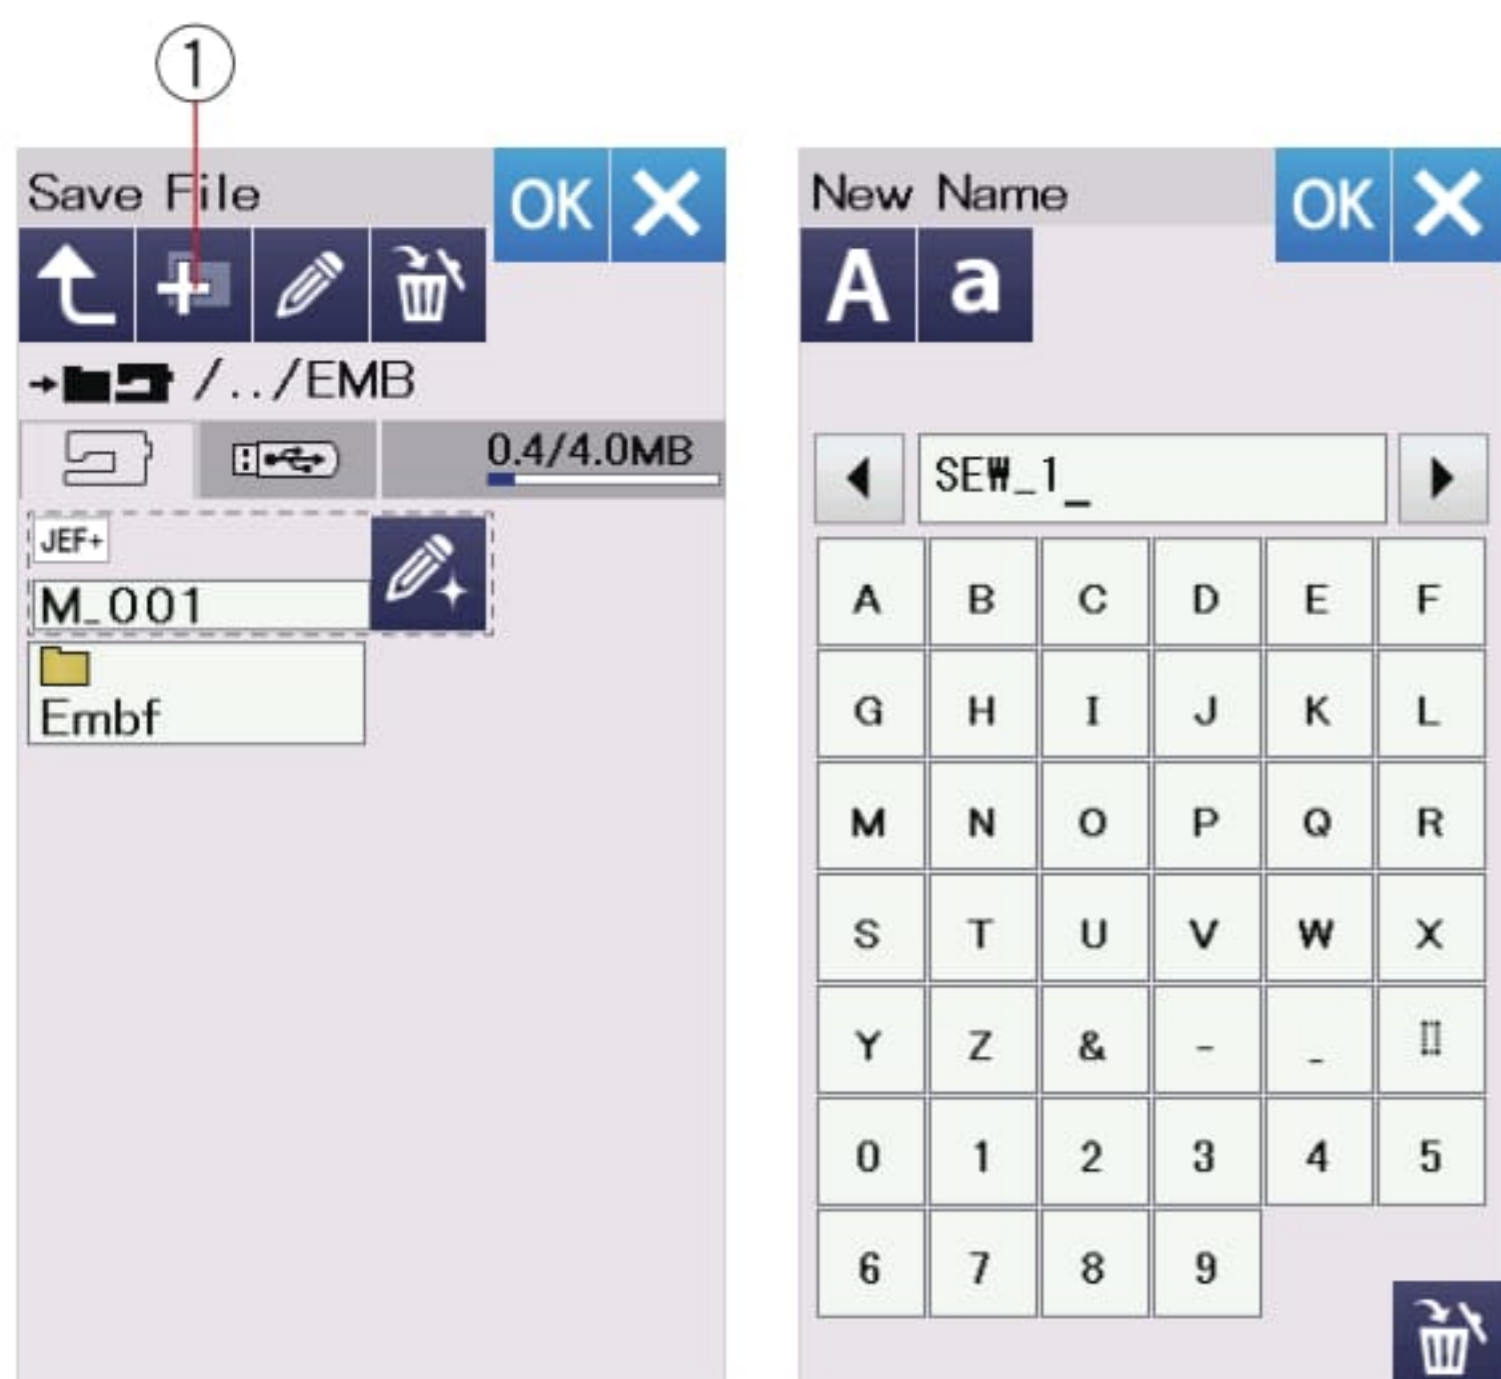 1
Save File OK
/../EMB
0.4/4.0MB
JEF+
M_001
Embf
New Name OK
A a
SEW_1_
A B C D E F
G H I J K L
M N O P Q R
S T U V W X
Y Z & - _
0 1 2 3 4 5
6 7 8 9